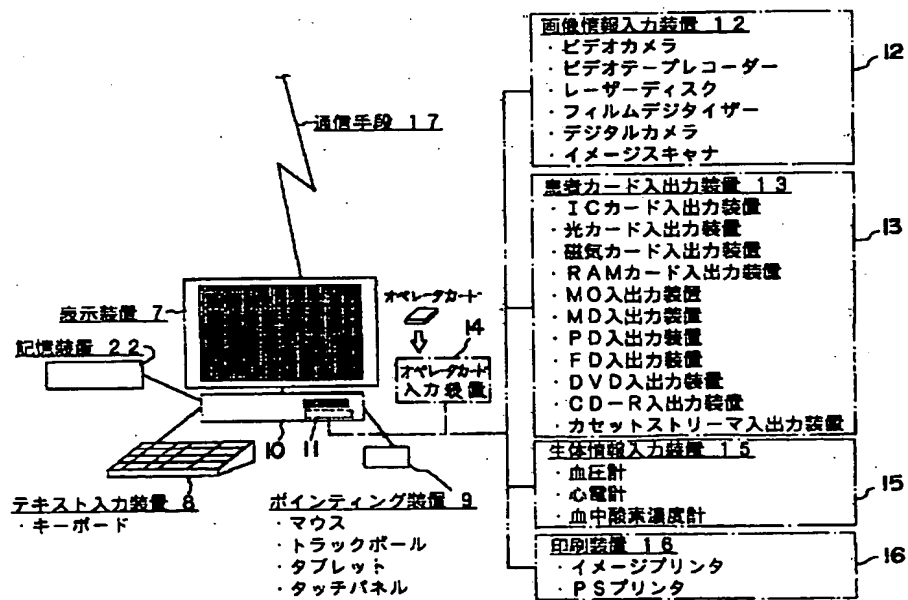 画像情報入力装置 12
・ビデオカメラ
・ビデオテープレコーダー
・レーザーディスク
・フィルムデジタイザー
・デジタルカメラ
・イメージスキャナ
12
通信手段 17
患者カード入出力装置 13
・ICカード入出力装置
・光カード入出力装置
・磁気カード入出力装置
・RAMカード入出力装置
・MO入出力装置
・MD入出力装置
・PD入出力装置
・FD入出力装置
・DVD入出力装置
・CD-R入出力装置
・カセットストリーマ入出力装置
13
表示装置 7
オペレータカード
14
オペレータカード
入力装置
記憶装置 22
10
11
テキスト入力装置 8
・キーボード
ポインティング装置 9
・マウス
・トラックボール
・タブレット
・タッチパネル
生体情報入力装置 15
・血圧計
・心電計
・血中酸素濃度計
15
印刷装置 16
・イメージプリンタ
・PSプリンタ
16